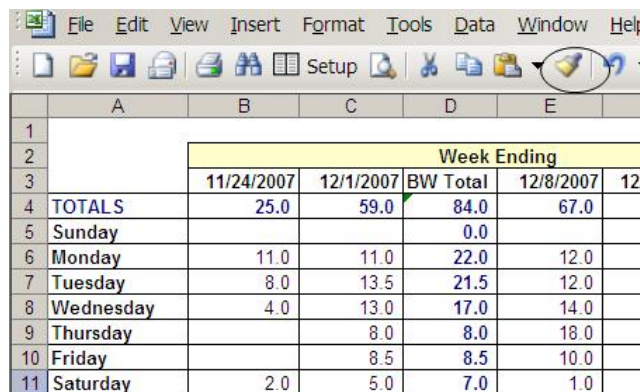 File Edit View Insert Format Tools Data Window Help
Setup
A B C D E
1
2 Week Ending
3 11/24/2007 12/1/2007 BW Total 12/8/2007 12
4 TOTALS 25.0 59.0 84.0 67.0
5 Sunday 0.0
6 Monday 11.0 11.0 22.0 12.0
7 Tuesday 8.0 13.5 21.5 12.0
8 Wednesday 4.0 13.0 17.0 14.0
9 Thursday 8.0 8.0 18.0
10 Friday 8.5 8.5 10.0
11 Saturday 2.0 5.0 7.0 1.0